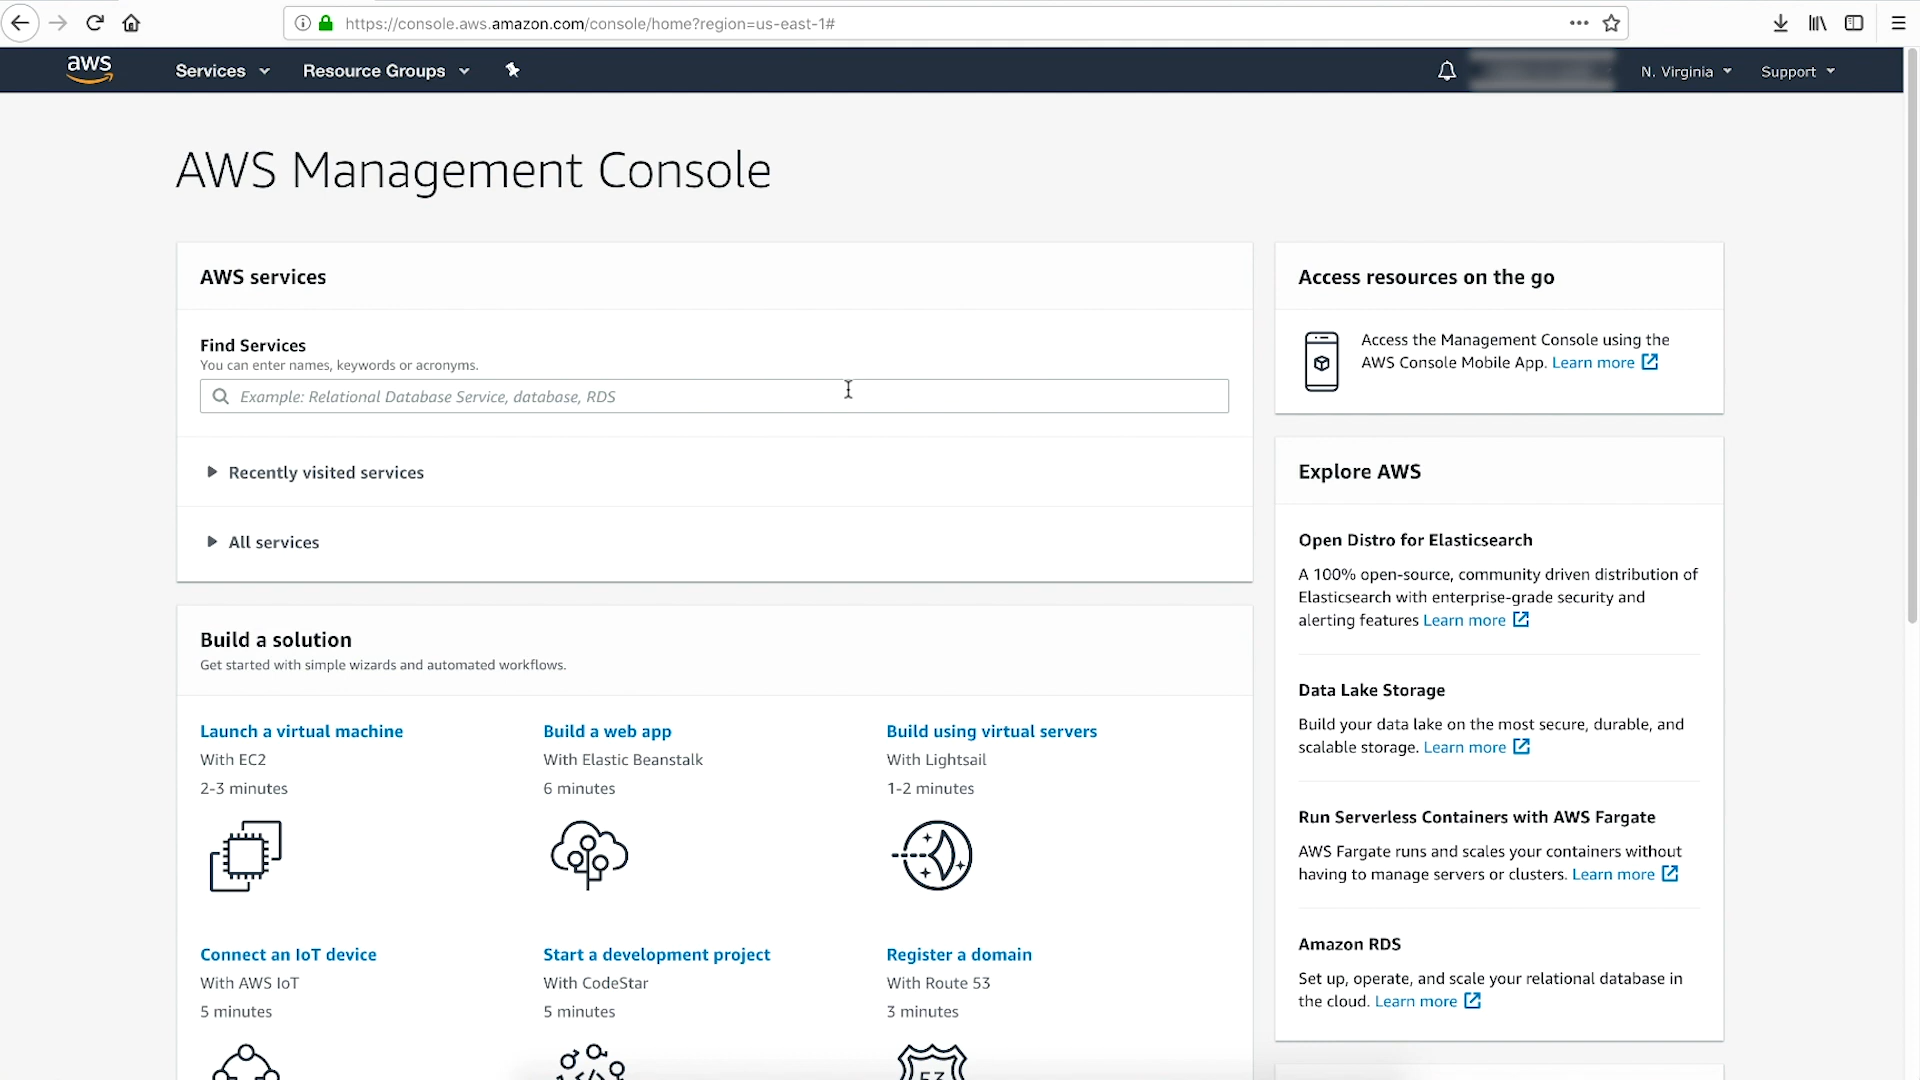 https://console.aws.amazon.com/console/home?region=us-east-1#
aws
Services
Resource Groups
N. Virginia
Support
AWS Management Console
AWS services
Find Services
You can enter names, keywords or acronyms.
Example: Relational Database Service, database, RDS
Recently visited services
All services
Build a solution
Get started with simple wizards and automated workflows.
Launch a virtual machine
With EC2
2-3 minutes
Build a web app
With Elastic Beanstalk
6 minutes
Build using virtual servers
With Lightsail
1-2 minutes
Connect an IoT device
With AWS IoT
5 minutes
Start a development project
With CodeStar
5 minutes
Register a domain
With Route 53
3 minutes
53
Access resources on the go
Access the Management Console using the
AWS Console Mobile App. Learn more
Explore AWS
Open Distro for Elasticsearch
A 100% open-source, community driven distribution of
Elasticsearch with enterprise-grade security and
alerting features Learn more
Data Lake Storage
Build your data lake on the most secure, durable, and
scalable storage. Learn more
Run Serverless Containers with AWS Fargate
AWS Fargate runs and scales your containers without
having to manage servers or clusters. Learn more
Amazon RDS
Set up, operate, and scale your relational database in
the cloud. Learn more